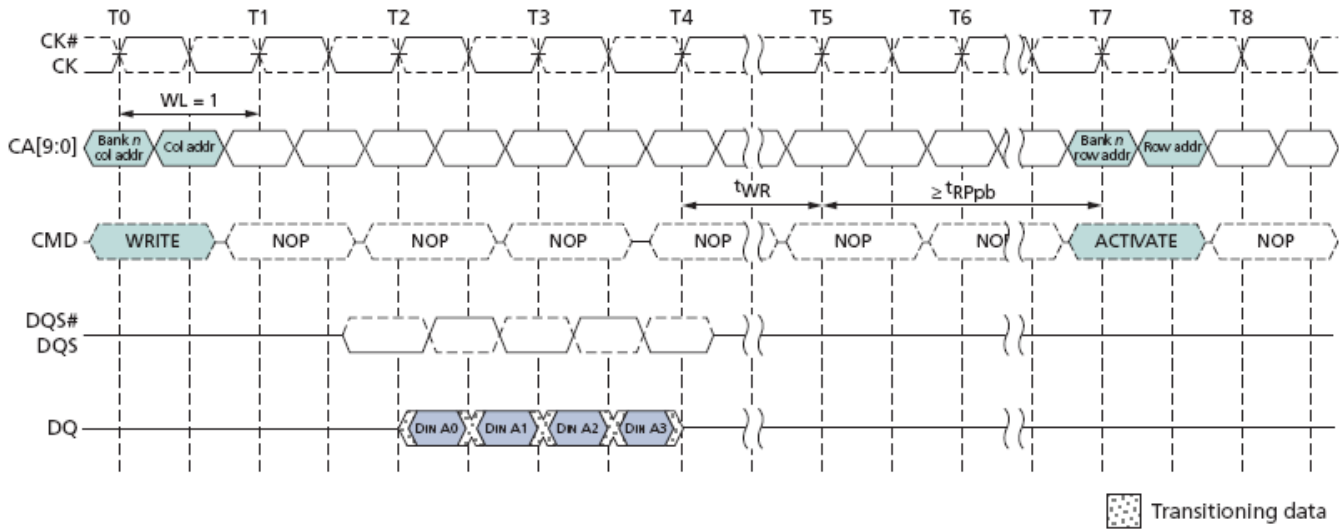 T0 T1 T2 T3 T4 T5 T6 T7 T8
CK#
CK
WL = 1
CA[9:0] Bank n col addr Col addr Bank n row addr Row addr
tWR ≥ tRPpb
CMD WRITE NOP NOP NOP NOP NOP NOP ACTIVATE NOP
DQS#
DQS
DQ DIN A0 DIN A1 DIN A2 DIN A3
Transitioning data